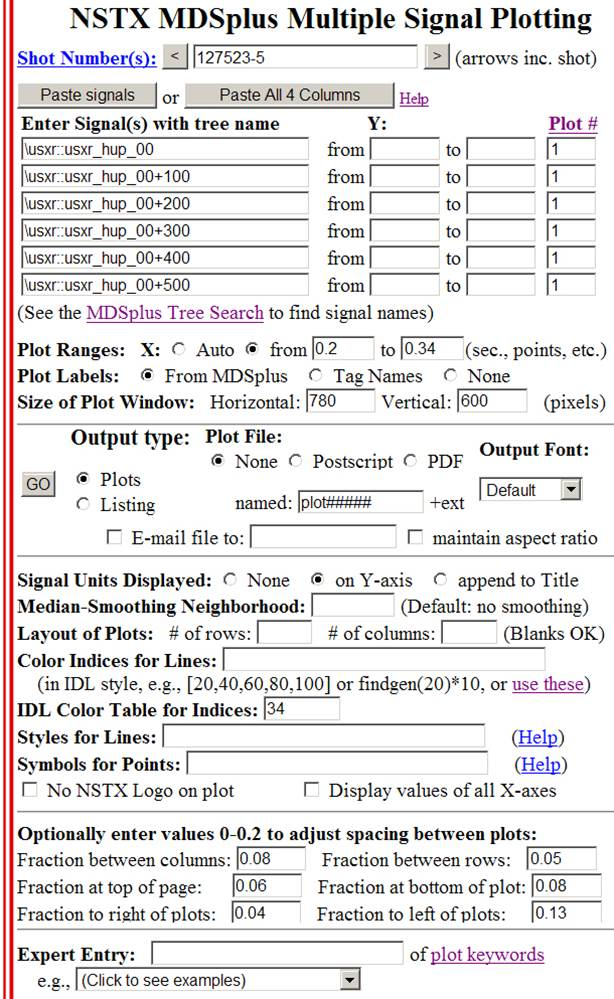 NSTX MDSplus Multiple Signal Plotting
Shot Number(s): < 127523-5 > (arrows inc. shot)
Paste signals or Paste All 4 Columns Help
Enter Signal(s) with tree name Y: Plot #
\usxr::usxr_hup_00 from to 1
\usxr::usxr_hup_00+100 from to 1
\usxr::usxr_hup_00+200 from to 1
\usxr::usxr_hup_00+300 from to 1
\usxr::usxr_hup_00+400 from to 1
\usxr::usxr_hup_00+500 from to 1
(See the MDSplus Tree Search to find signal names)
Plot Ranges: X: Auto from 0.2 to 0.34 (sec., points, etc.)
Plot Labels: From MDSplus Tag Names None
Size of Plot Window: Horizontal: 780 Vertical: 600 (pixels)
Output type: Plot File: Output Font:
None Postscript PDF
GO Plots Default
Listing named: plot##### +ext
E-mail file to: maintain aspect ratio
Signal Units Displayed: None on Y-axis append to Title
Median-Smoothing Neighborhood: (Default: no smoothing)
Layout of Plots: # of rows: # of columns: (Blanks OK)
Color Indices for Lines:
(in IDL style, e.g., [20,40,60,80,100] or findgen(20)*10, or use these)
IDL Color Table for Indices: 34
Styles for Lines: (Help)
Symbols for Points: (Help)
No NSTX Logo on plot Display values of all X-axes
Optionally enter values 0-0.2 to adjust spacing between plots:
Fraction between columns: 0.08 Fraction between rows: 0.05
Fraction at top of page: 0.06 Fraction at bottom of plot: 0.08
Fraction to right of plots: 0.04 Fraction to left of plots: 0.13
Expert Entry: of plot keywords
e.g., (Click to see examples)